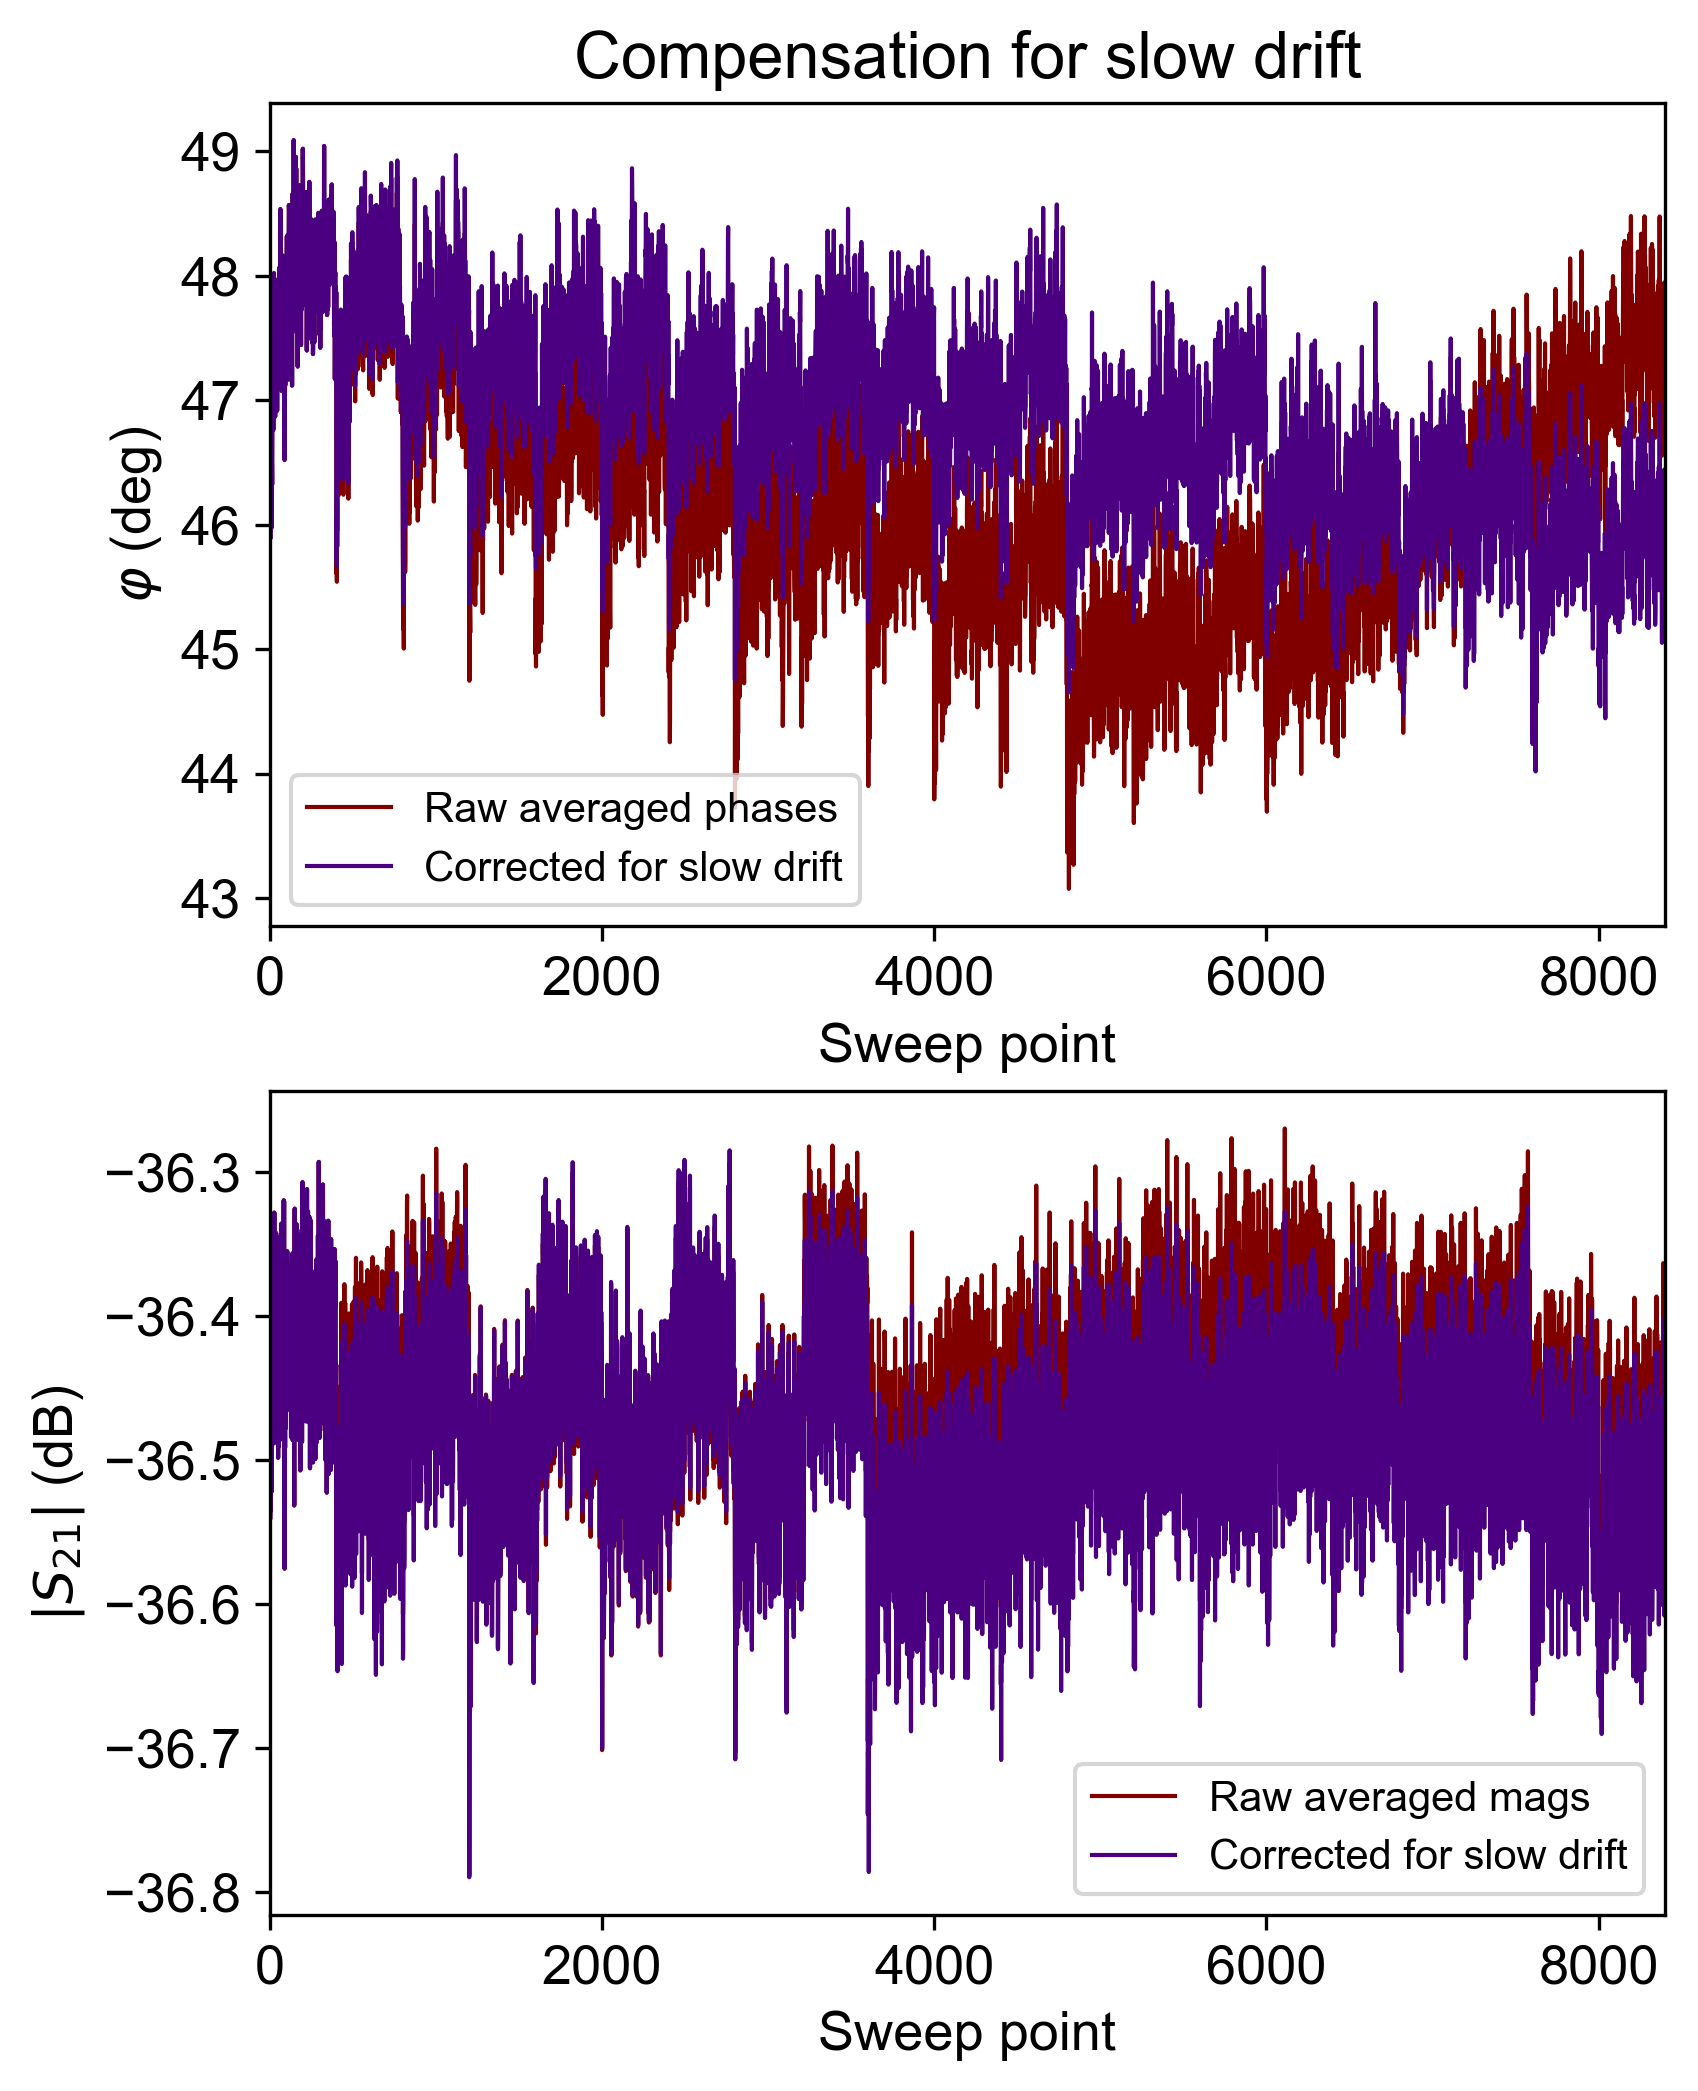 Compensation for slow drift
49
48
47
46
45
44
43
φ (deg)
Raw averaged phases
Corrected for slow drift
0 2000 4000 6000 8000
Sweep point
−36.3
−36.4
−36.5
−36.6
−36.7
−36.8
|S₂₁| (dB)
Raw averaged mags
Corrected for slow drift
0 2000 4000 6000 8000
Sweep point